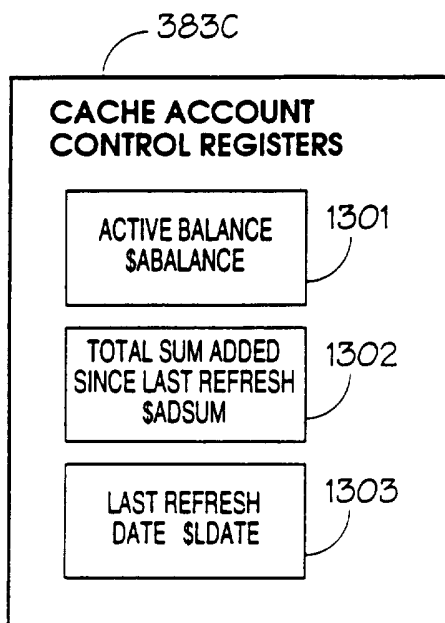 383C
CACHE ACCOUNT
CONTROL REGISTERS
ACTIVE BALANCE
$ABALANCE
1301
TOTAL SUM ADDED
SINCE LAST REFRESH
$ADSUM
1302
LAST REFRESH
DATE $LDATE
1303